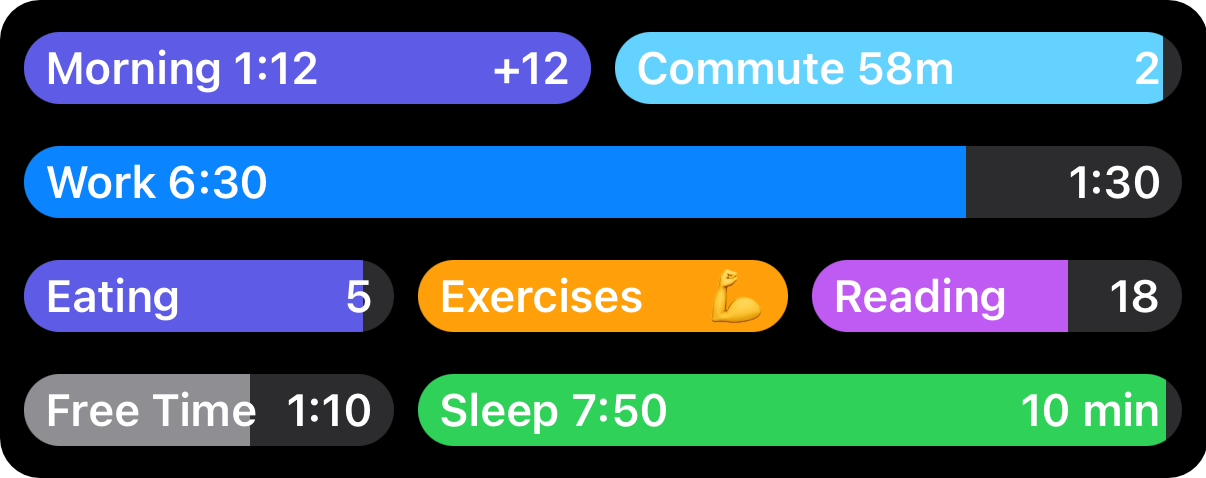 Morning 1:12 +12 Commute 58m 2
Work 6:30 1:30
Eating 5 Exercises 💪 Reading 18
Free Time 1:10 Sleep 7:50 10 min